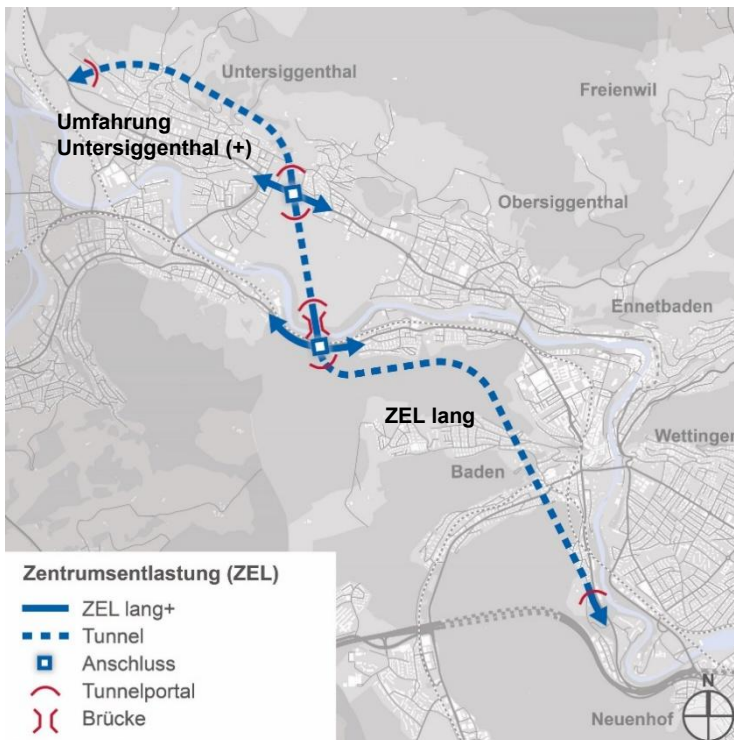 Untersiggenthal
Freienwil
Umfahrung
Untersiggenthal (+)
Obersiggenthal
Ennetbaden
ZEL lang
Wettingen
Baden
Zentrumsentlastung (ZEL)
ZEL lang+
Tunnel
Anschluss
Tunnelportal
Brücke
N
Neuenhof